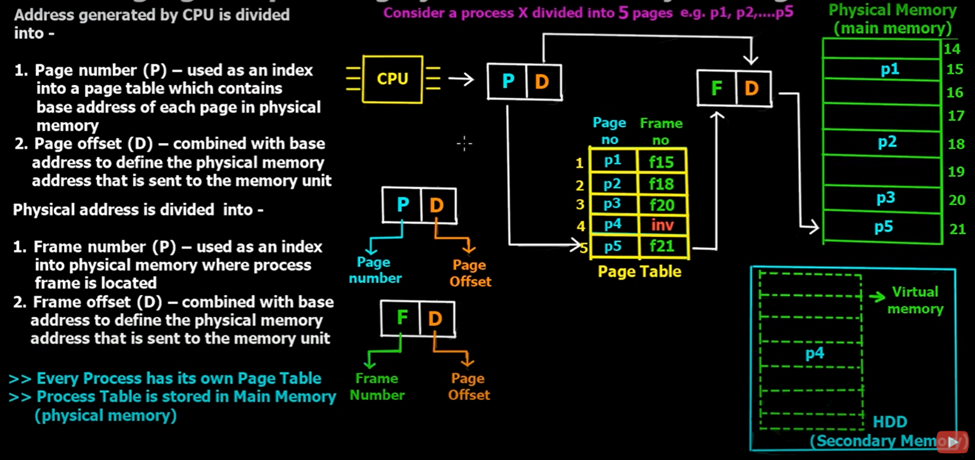 Address generated by CPU is divided
into -
1. Page number (P) – used as an index
into a page table which contains
base address of each page in physical
memory
2. Page offset (D) – combined with base
address to define the physical memory
address that is sent to the memory unit
Physical address is divided into -
1. Frame number (P) – used as an index
into physical memory where process
frame is located
2. Frame offset (D) – combined with base
address to define the physical memory
address that is sent to the memory unit
>> Every Process has its own Page Table
>> Process Table is stored in Main Memory
(physical memory)
Consider a process X divided into 5 pages e.g. p1, p2,....p5
CPU
P D
F D
Page no Frame no
1 p1 f15
2 p2 f18
3 p3 f20
4 p4 inv
5 p5 f21
Page Table
P D
Page number
Page Offset
F D
Frame Number
Page Offset
Physical Memory
(main memory)
14
p1 15
16
17
p2 18
19
p3 20
p5 21
Virtual memory
p4
HDD
(Secondary Memory)